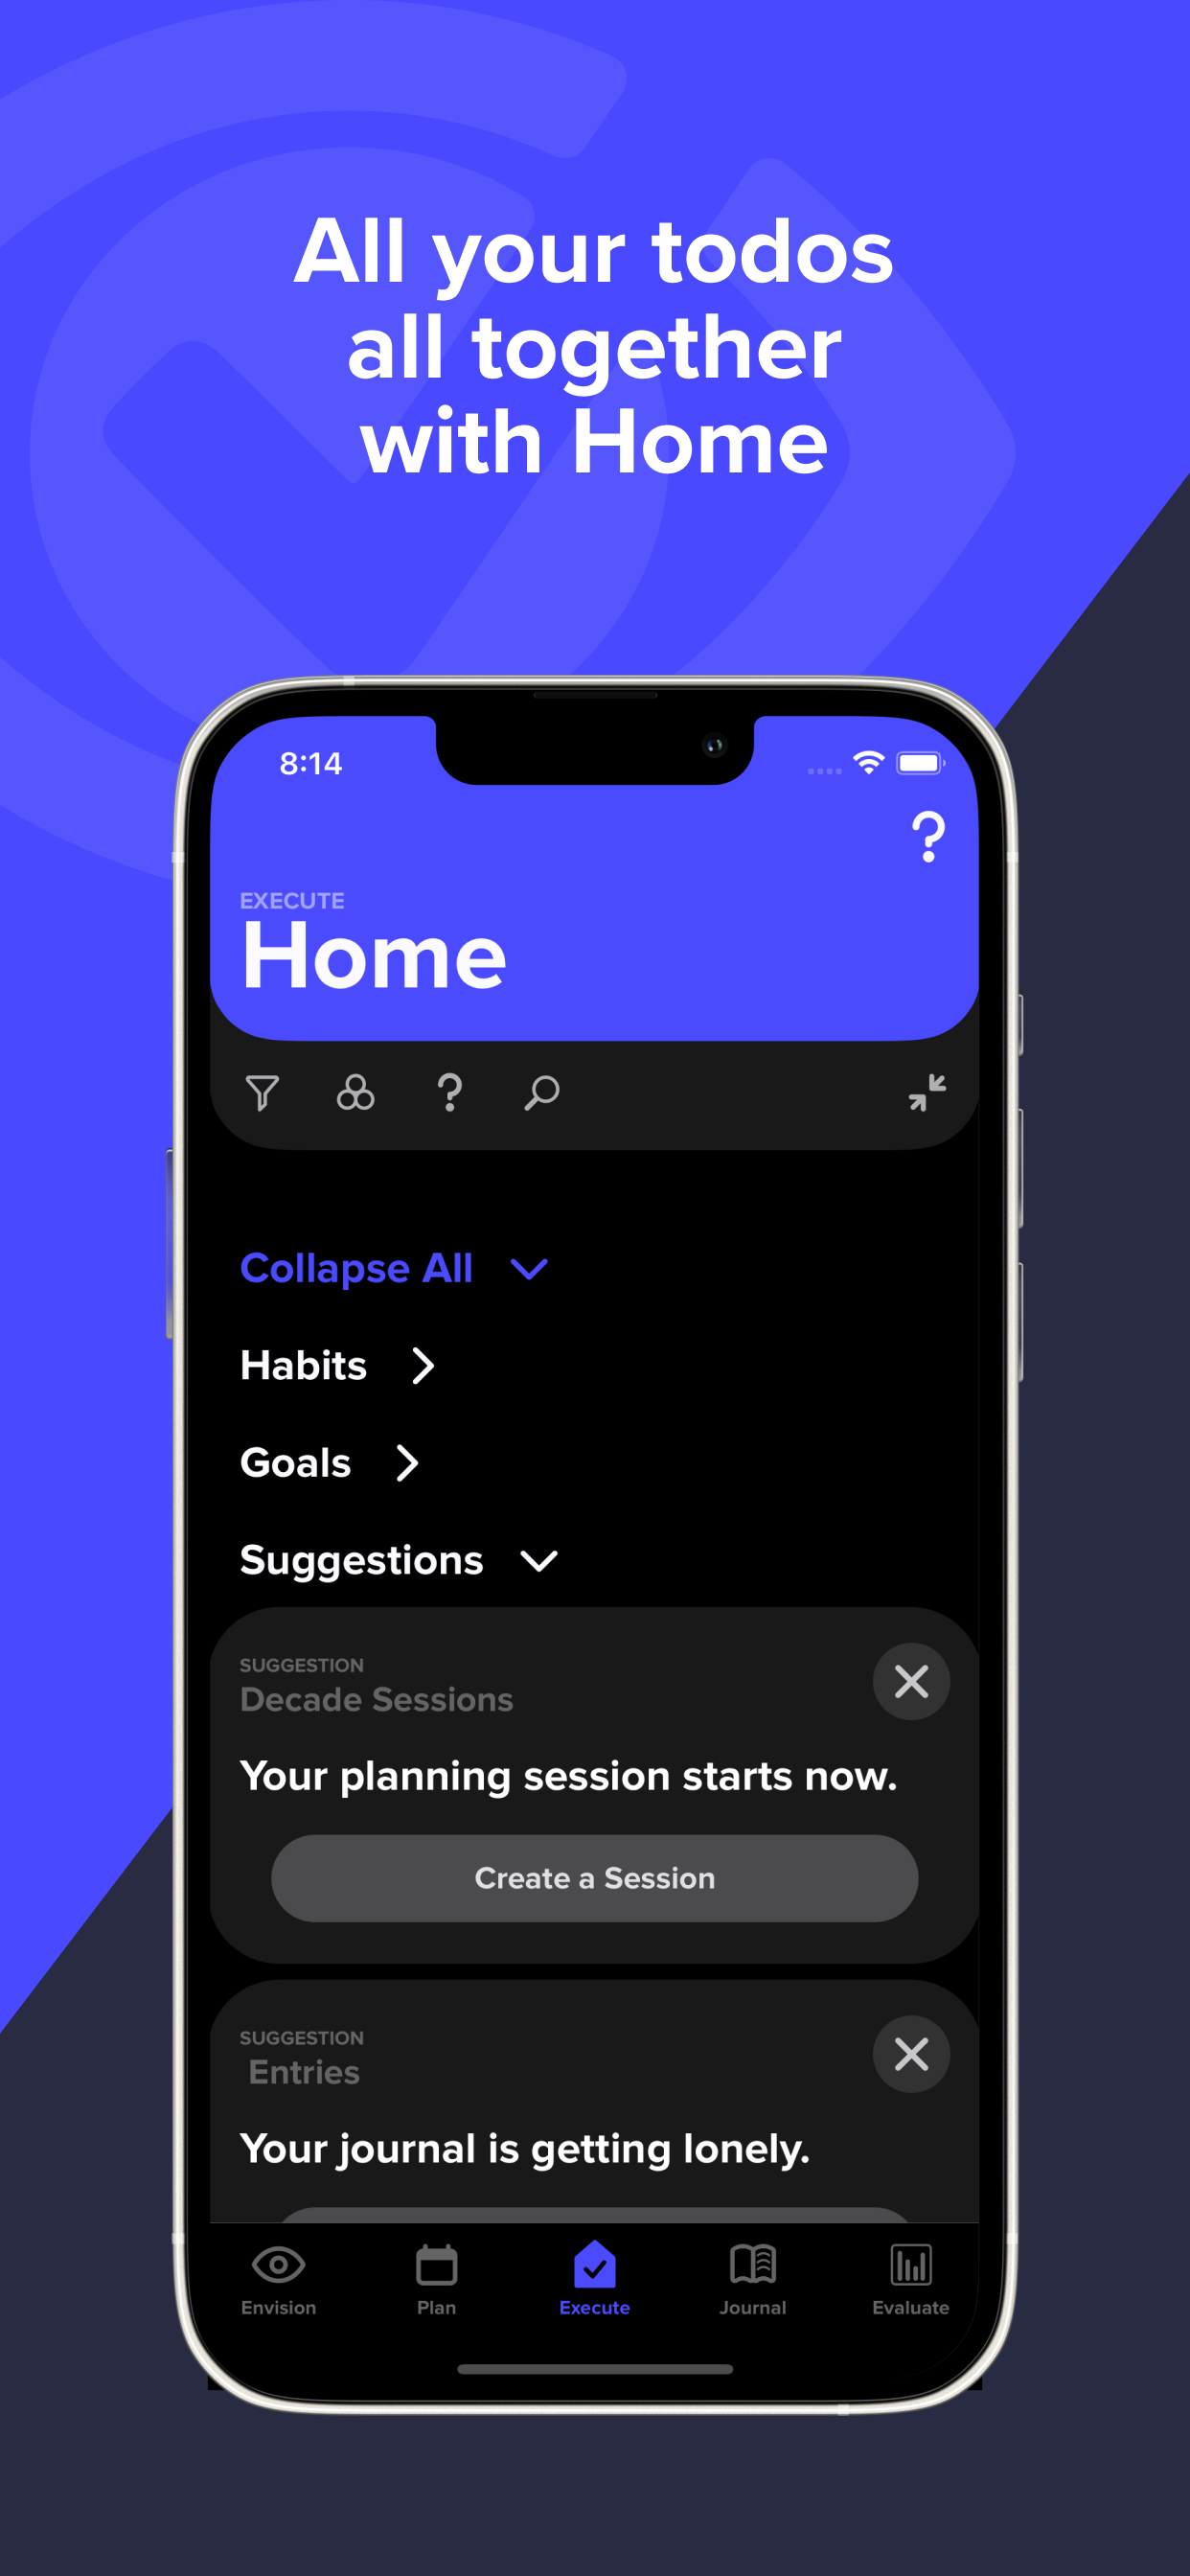 All your todos
all together
with Home
8:14
?
EXECUTE
Home
?
Collapse All
Habits
Goals
Suggestions
SUGGESTION
Decade Sessions
Your planning session starts now.
Create a Session
SUGGESTION
Entries
Your journal is getting lonely.
Envision Plan Execute Journal Evaluate